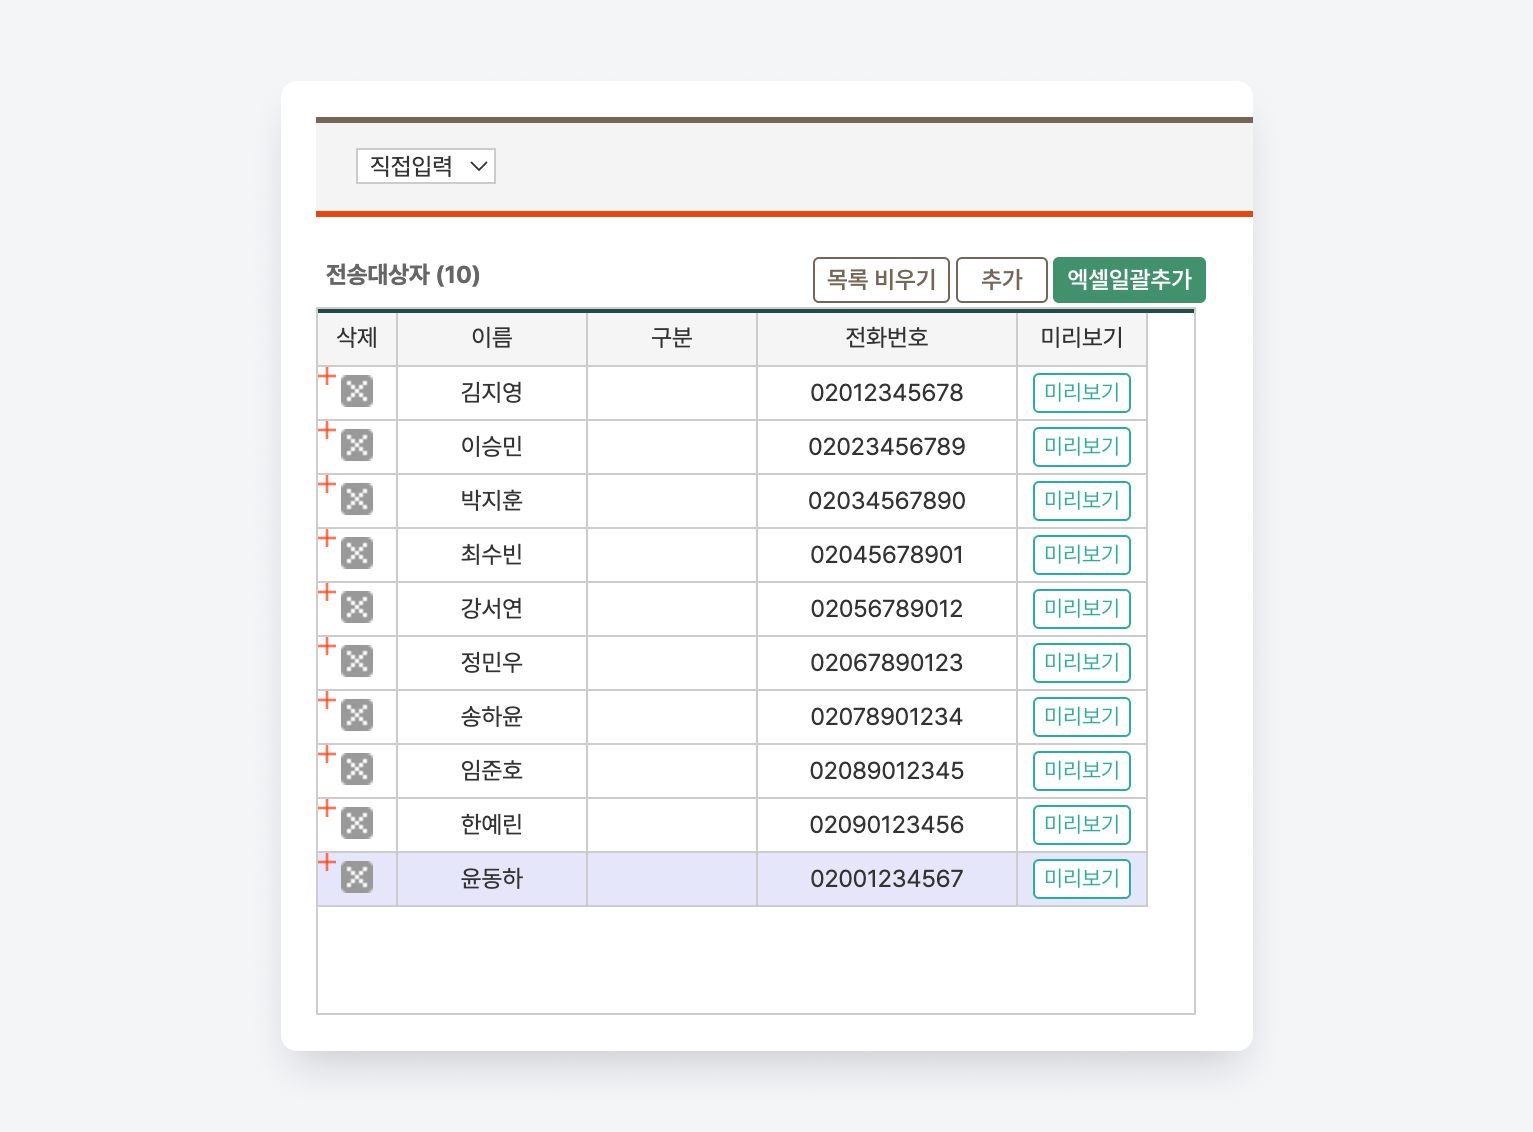 직접입력
전송대상자 (10) 목록 비우기 추가 엑셀일괄추가
삭제 이름 구분 전화번호 미리보기
김지영 02012345678 미리보기
이승민 02023456789 미리보기
박지훈 02034567890 미리보기
최수빈 02045678901 미리보기
강서연 02056789012 미리보기
정민우 02067890123 미리보기
송하윤 02078901234 미리보기
임준호 02089012345 미리보기
한예린 02090123456 미리보기
윤동하 02001234567 미리보기